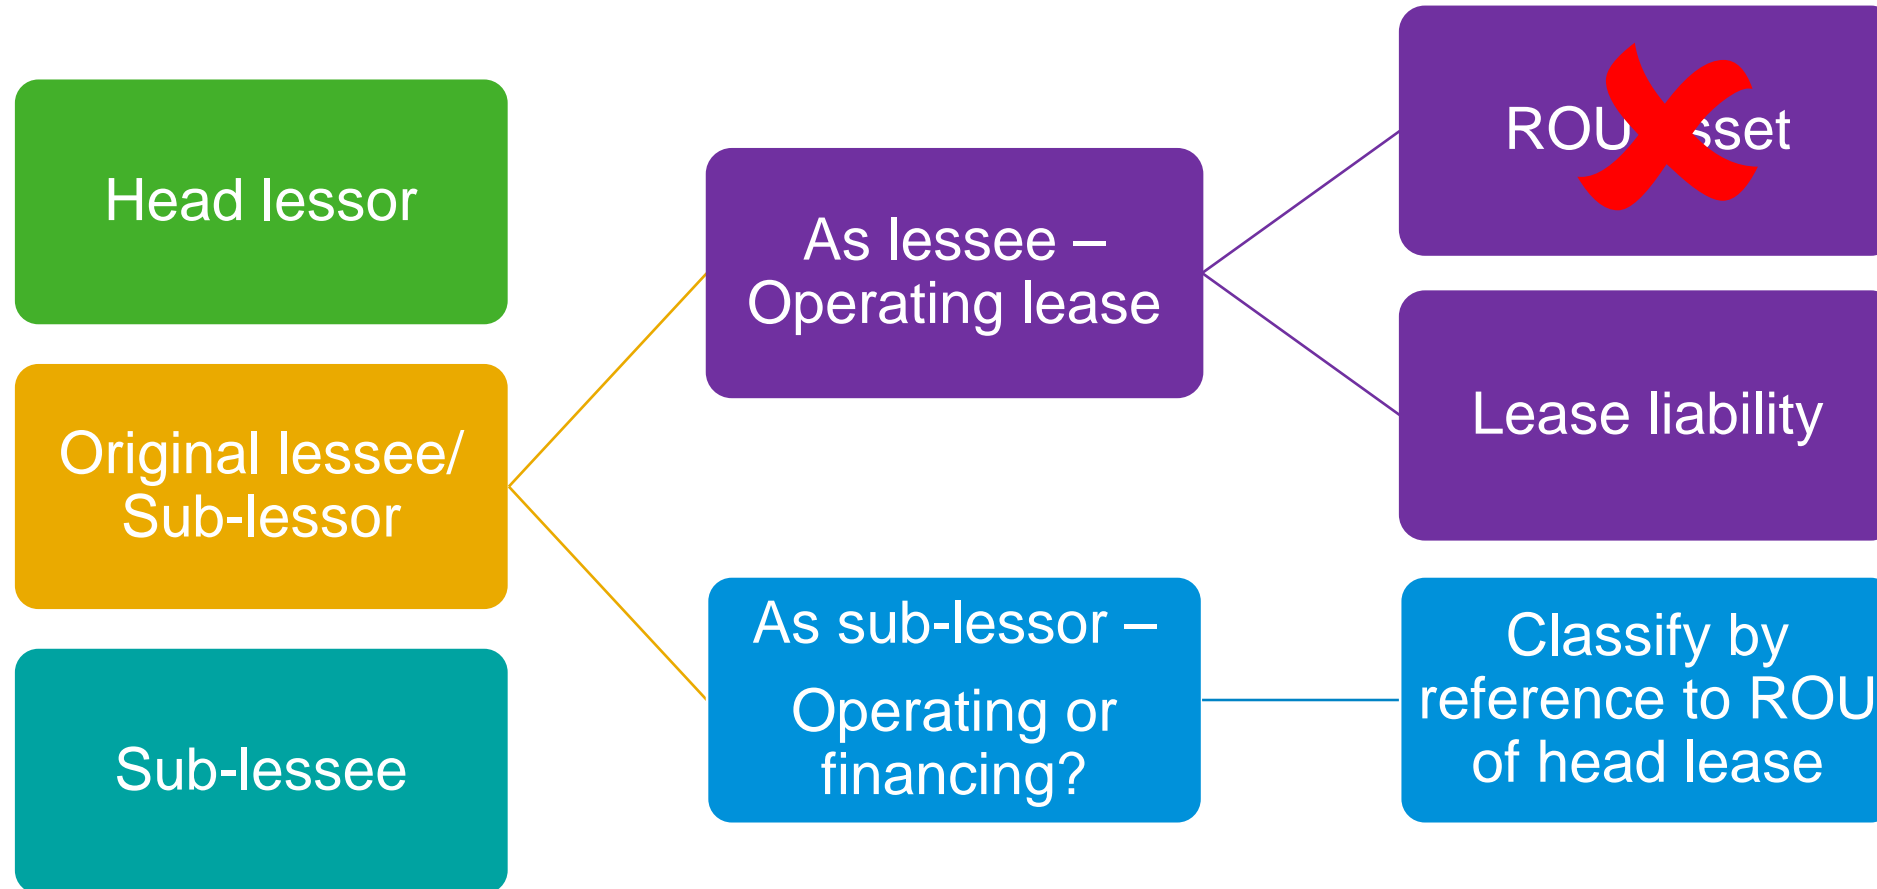 Head lessor
Original lessee/
Sub-lessor
Sub-lessee
As lessee –
Operating lease
As sub-lessor –
Operating or
financing?
ROU
sset
Lease liability
Classify by
reference to ROU
of head lease